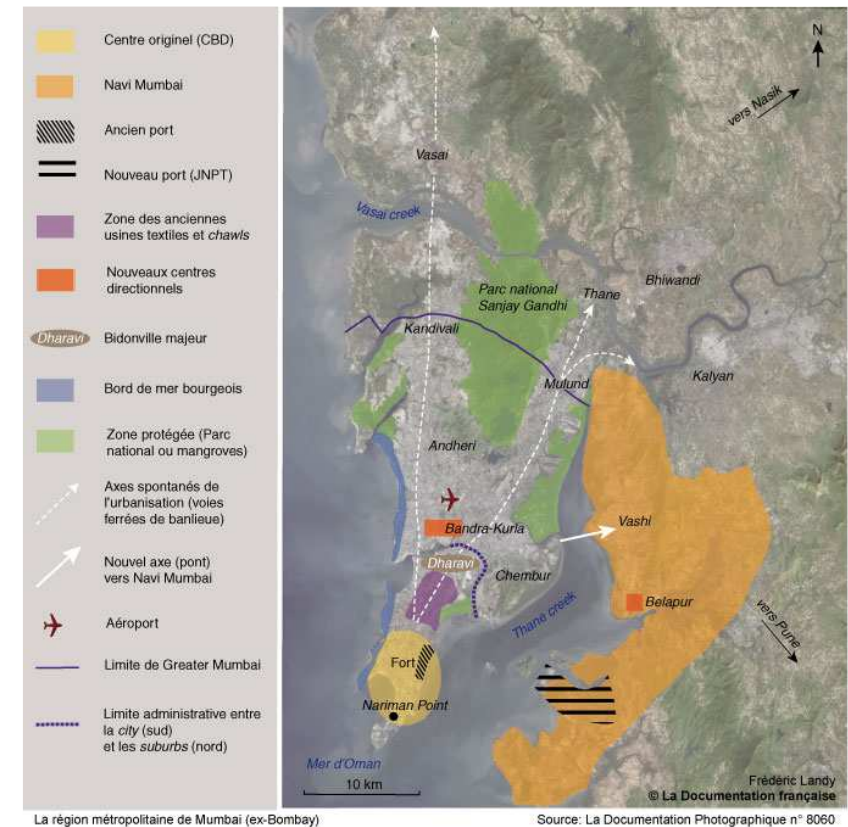 Centre originel (CBD)
Navi Mumbai
Ancien port
Nouveau port (JNPT)
Zone des anciennes
usines textiles et chawls
Nouveaux centres
directionnels
Dharavi
Bidonville majeur
Bord de mer bourgeois
Zone protégée (Parc
national ou mangroves)
Axes spontanés de
l'urbanisation (voies
ferrées de banlieue)
Nouvel axe (pont)
vers Navi Mumbai
Aéroport
Limite de Greater Mumbai
Limite administrative entre
la city (sud)
et les suburbs (nord)
N
vers Nasik
Vasai
Vasai creek
Bhiwandi
Parc national
Sanjay Gandhi
Thane
Kandivali
Kalyan
Mulund
Andheri
Vashi
Bandra-Kurla
Dharavi
Chembur
Belapur
Thane creek
vers Pune
Fort
Nariman Point
Mer d'Oman
10 km
Frédéric Landy
© La Documentation française
La région métropolitaine de Mumbai (ex-Bombay)
Source: La Documentation Photographique n° 8060